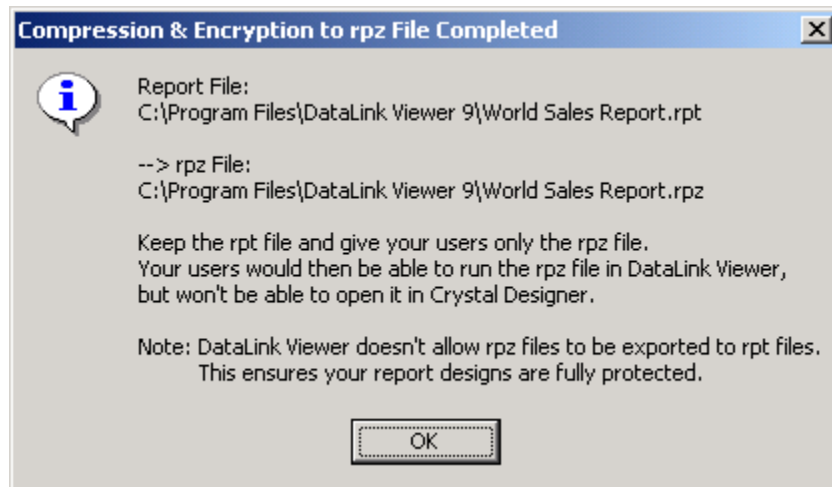 Compression & Encryption to rpz File Completed
Report File:
C:\Program Files\DataLink Viewer 9\World Sales Report.rpt
--> rpz File:
C:\Program Files\DataLink Viewer 9\World Sales Report.rpz
Keep the rpt file and give your users only the rpz file.
Your users would then be able to run the rpz file in DataLink Viewer,
but won't be able to open it in Crystal Designer.
Note: DataLink Viewer doesn't allow rpz files to be exported to rpt files.
This ensures your report designs are fully protected.
OK